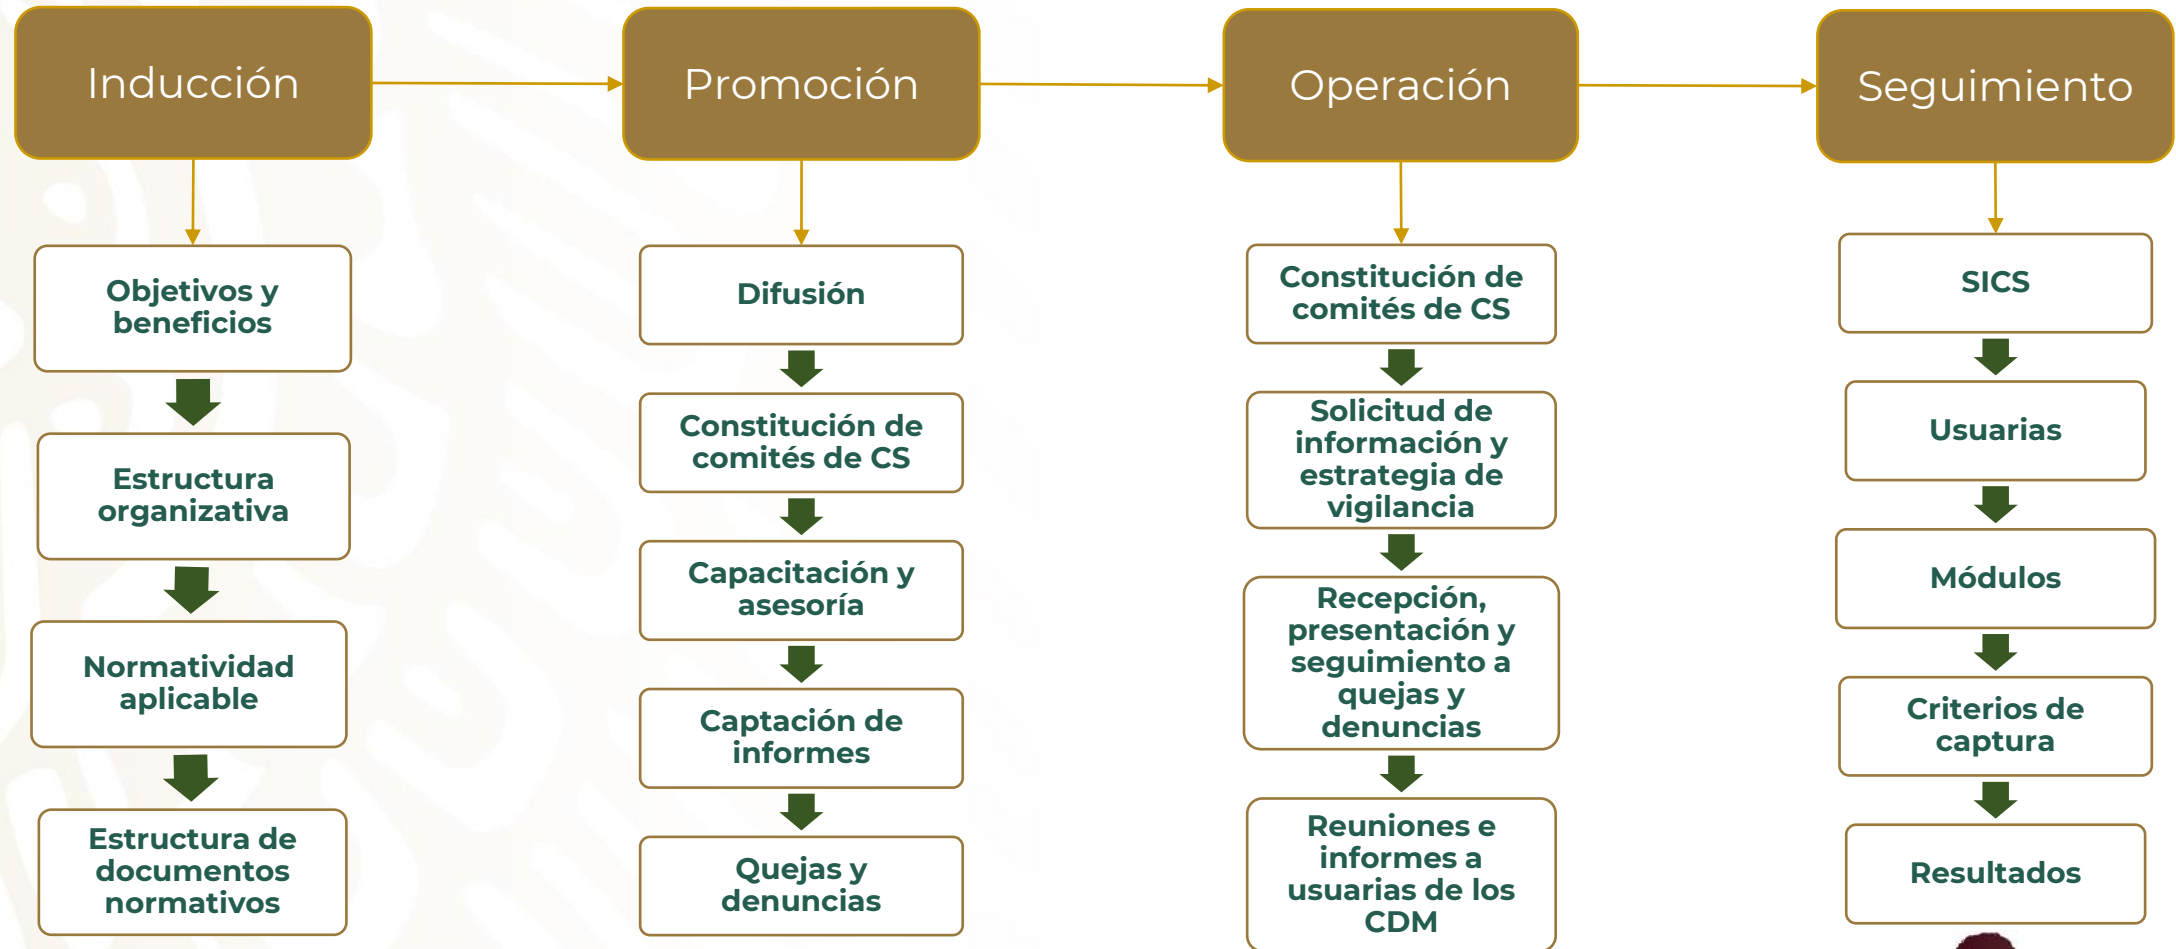 Inducción
Promoción
Operación
Seguimiento
Objetivos y
beneficios
Estructura
organizativa
Normatividad
aplicable
Estructura de
documentos
normativos
Difusión
Constitución de
comités de CS
Capacitación y
asesoría
Captación de
informes
Quejas y
denuncias
Constitución de
comités de CS
Solicitud de
información y
estrategia de
vigilancia
Recepción,
presentación y
seguimiento a
quejas y
denuncias
Reuniones e
informes a
usuarias de los
CDM
SICS
Usuarias
Módulos
Criterios de
captura
Resultados